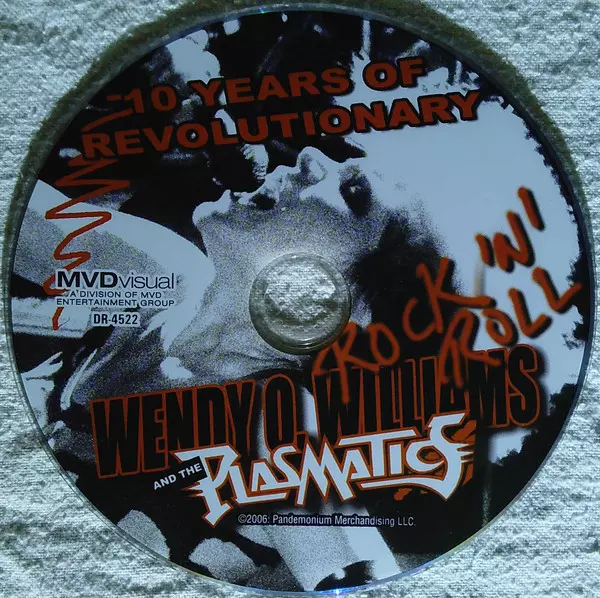 10 YEARS OF
REVOLUTIONARY
ROCK 'N'
ROLL
MVDvisual
A DIVISION OF MVD
ENTERTAINMENT GROUP
DR-4522
WENDY O. WILLIAMS
AND THE PLASMATICS
©2006: Pandemonium Merchandising LLC.